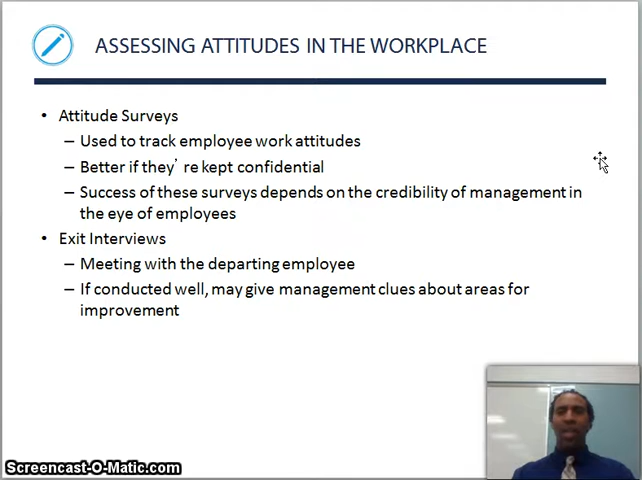 ASSESSING ATTITUDES IN THE WORKPLACE
• Attitude Surveys
– Used to track employee work attitudes
– Better if they’ re kept confidential
– Success of these surveys depends on the credibility of management in
the eye of employees
• Exit Interviews
– Meeting with the departing employee
– If conducted well, may give management clues about areas for
improvement
Screencast-O-Matic.com